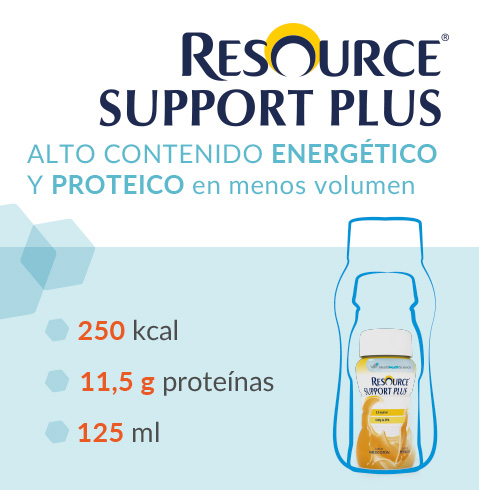 RESOURCE®
SUPPORT PLUS
ALTO CONTENIDO ENERGÉTICO
Y PROTEICO en menos volumen
250 kcal
11,5 g proteínas
125 ml
RESOURCE
SUPPORT PLUS